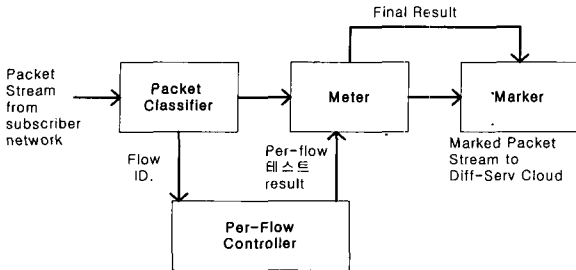 Final Result
Packet
Stream
from
subscriber
network
Packet
Classifier
Meter
Marker
Flow
ID.
Per-flow
테스트
result
Marked Packet
Stream to
Diff-Serv Cloud
Per-Flow
Controller